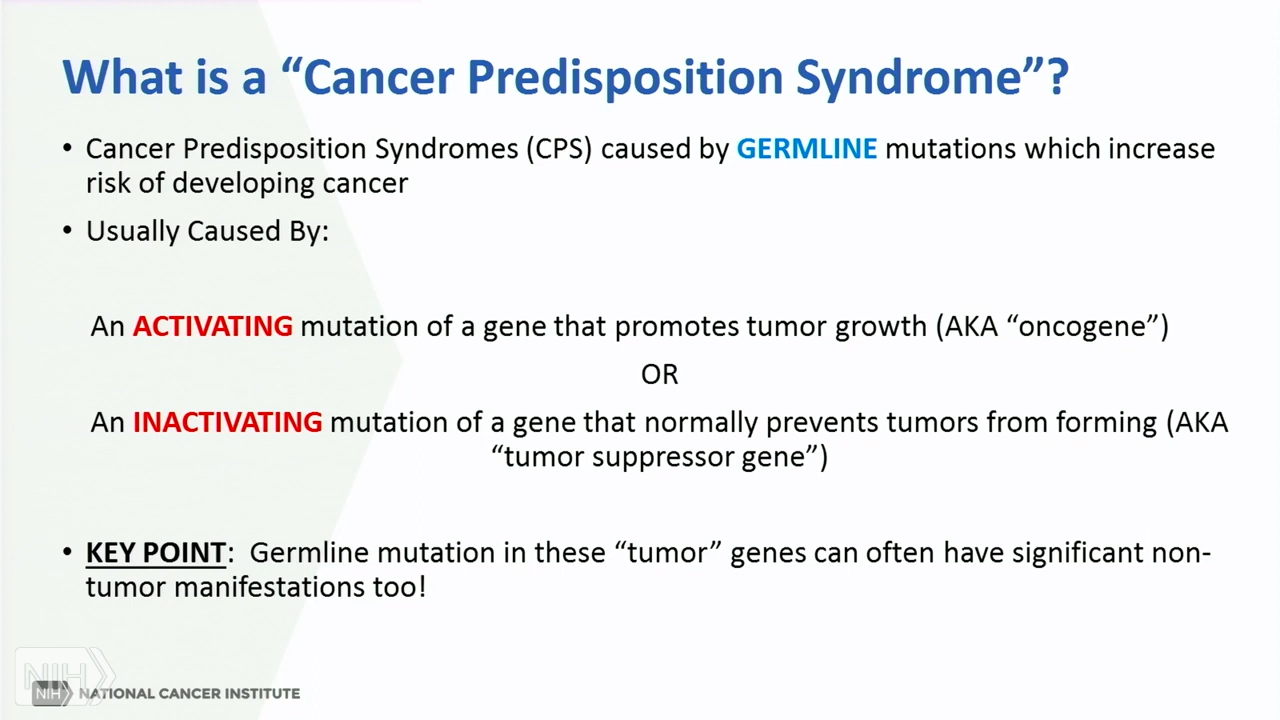 What is a “Cancer Predisposition Syndrome”?
• Cancer Predisposition Syndromes (CPS) caused by GERMLINE mutations which increase
risk of developing cancer
• Usually Caused By:
An ACTIVATING mutation of a gene that promotes tumor growth (AKA “oncogene”)
OR
An INACTIVATING mutation of a gene that normally prevents tumors from forming (AKA
“tumor suppressor gene”)
• KEY POINT:  Germline mutation in these “tumor” genes can often have significant non-
tumor manifestations too!
NIH
NIH NATIONAL CANCER INSTITUTE